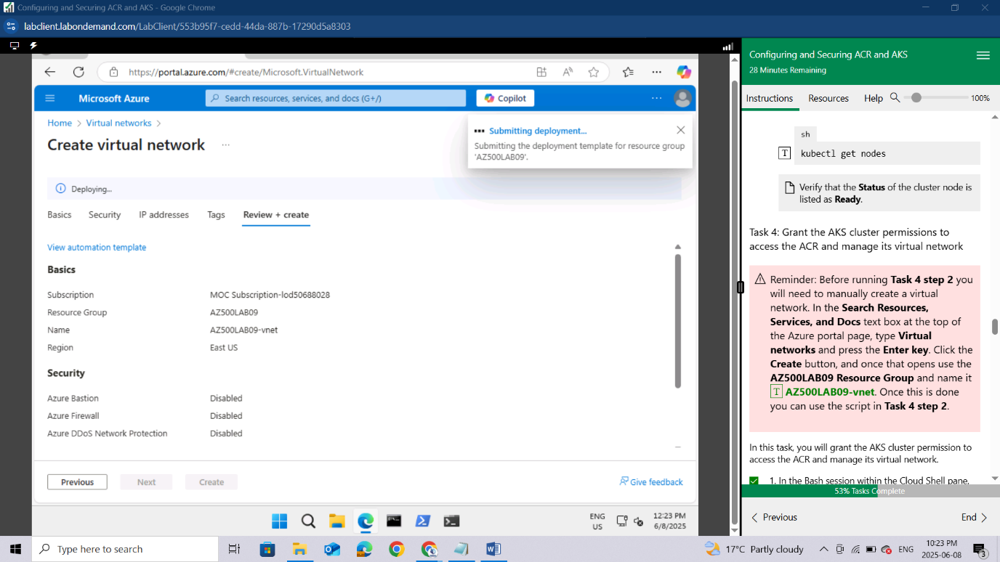 Configuring and Securing ACR and AKS - Google Chrome
labclient.labondemand.com/LabClient/553b95f7-cedd-44da-887b-17290d5a8303
https://portal.azure.com/#create/Microsoft.VirtualNetwork
Microsoft Azure
Search resources, services, and docs (G+/)
Copilot
Home > Virtual networks >
Create virtual network
...
Submitting deployment...
Submitting the deployment template for resource group
'AZ500LAB09'.
Deploying...
Basics
Security
IP addresses
Tags
Review + create
View automation template
Basics
Subscription MOC Subscription-lod50688028
Resource Group AZ500LAB09
Name AZ500LAB09-vnet
Region East US
Security
Azure Bastion Disabled
Azure Firewall Disabled
Azure DDoS Network Protection Disabled
Previous
Next
Create
Give feedback
ENG
US
12:23 PM
6/8/2025
Configuring and Securing ACR and AKS
28 Minutes Remaining
Instructions
Resources
Help
100%
sh
T
kubectl get nodes
Verify that the Status of the cluster node is
listed as Ready.
Task 4: Grant the AKS cluster permissions to
access the ACR and manage its virtual network
Reminder: Before running Task 4 step 2 you
will need to manually create a virtual
network. In the Search Resources,
Services, and Docs text box at the top of
the Azure portal page, type Virtual
networks and press the Enter key. Click the
Create button, and once that opens use the
AZ500LAB09 Resource Group and name it
T AZ500LAB09-vnet. Once this is done
you can use the script in Task 4 step 2.
In this task, you will grant the AKS cluster permission to
access the ACR and manage its virtual network.
1. In the Bash session within the Cloud Shell pane,
53% Tasks Complete
Previous
End
Type here to search
17°C Partly cloudy
ENG
10:23 PM
2025-06-08
3